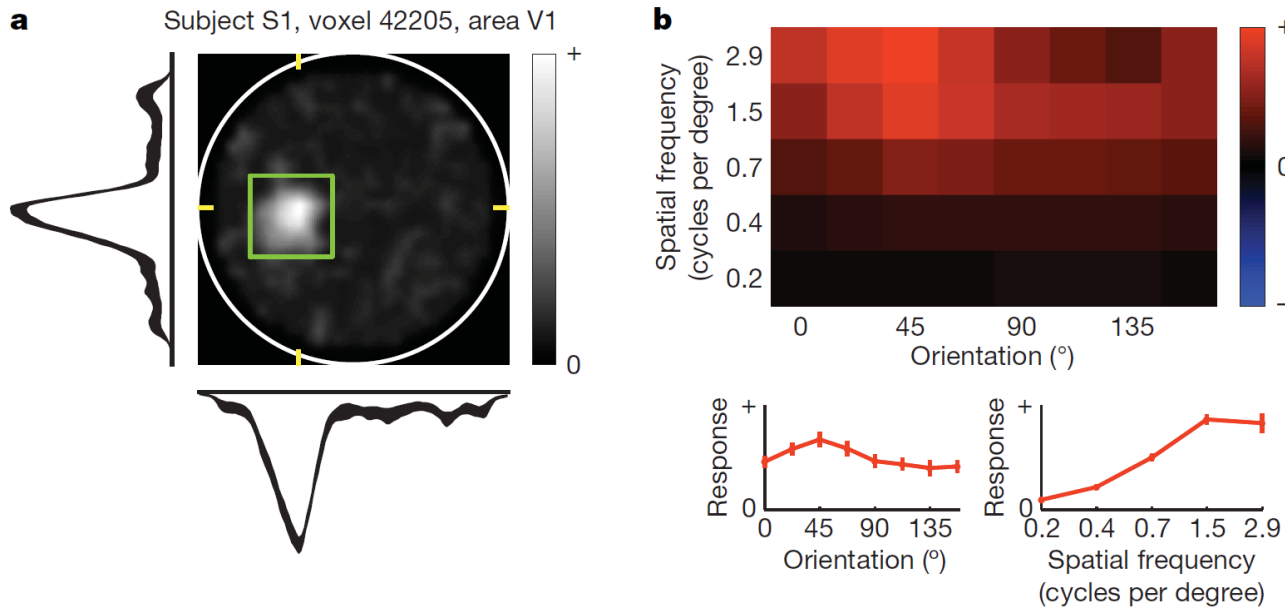 a
Subject S1, voxel 42205, area V1
+
0
b
Spatial frequency
(cycles per degree)
2.9
1.5
0.7
0.4
0.2
0
45
90
135
Orientation (°)
+
0
–
Response
+
0
0
45
90
135
Orientation (°)
Response
+
0
0.2
0.4
0.7
1.5
2.9
Spatial frequency
(cycles per degree)